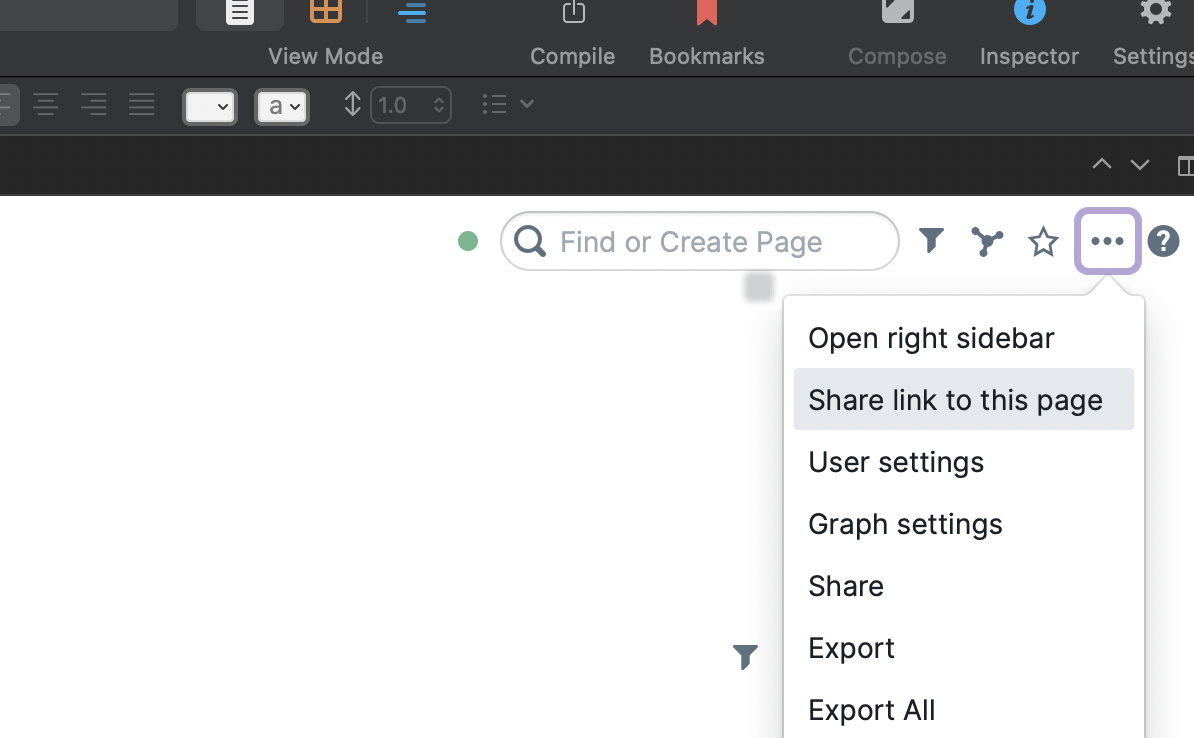 View Mode Compile Bookmarks Compose Inspector Settings
a 1.0
Find or Create Page ?
Open right sidebar
Share link to this page
User settings
Graph settings
Share
Export
Export All